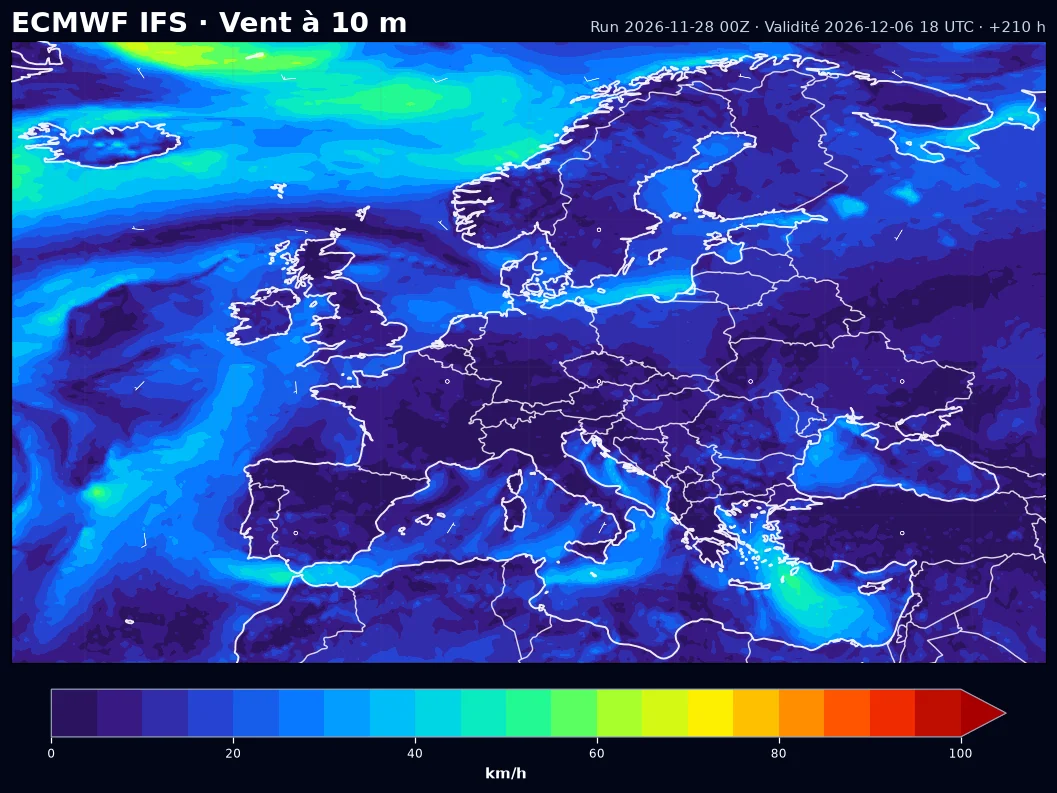 ECMWF IFS · Vent à 10 m
Run 2026-11-28 00Z · Validité 2026-12-06 18 UTC · +210 h
0 20 40 60 80 100
km/h